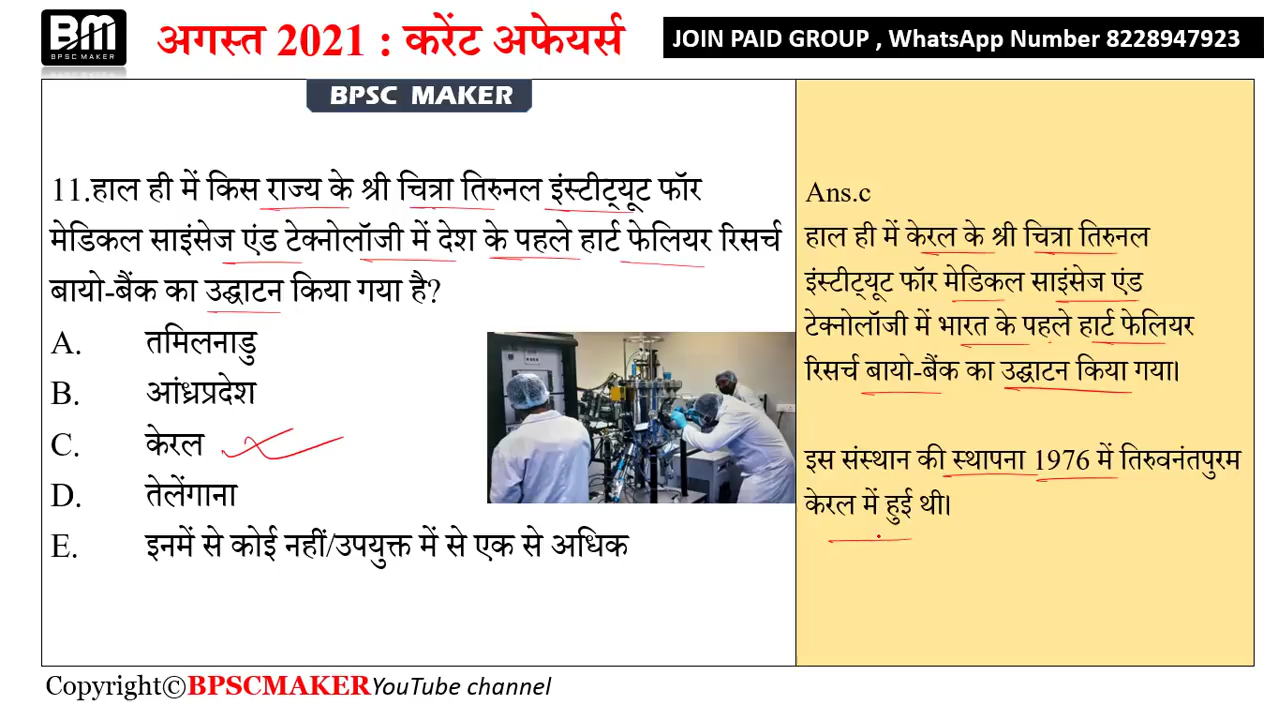 BM
BPSC MAKER
अगस्त 2021 : करेंट अफेयर्स
JOIN PAID GROUP , WhatsApp Number 8228947923
BPSC MAKER
11.हाल ही में किस राज्य के श्री चित्रा तिरुनल इंस्टीट्यूट फॉर
मेडिकल साइंसेज एंड टेक्नोलॉजी में देश के पहले हार्ट फेलियर रिसर्च
बायो-बैंक का उद्घाटन किया गया है?
A. तमिलनाडु
B. आंध्रप्रदेश
C. केरल
D. तेलेंगाना
E. इनमें से कोई नहीं/उपयुक्त में से एक से अधिक
Ans.c
हाल ही में केरल के श्री चित्रा तिरुनल
इंस्टीट्यूट फॉर मेडिकल साइंसेज एंड
टेक्नोलॉजी में भारत के पहले हार्ट फेलियर
रिसर्च बायो-बैंक का उद्घाटन किया गया।
इस संस्थान की स्थापना 1976 में तिरुवनंतपुरम
केरल में हुई थी।
Copyright©BPSCMAKERYouTube channel